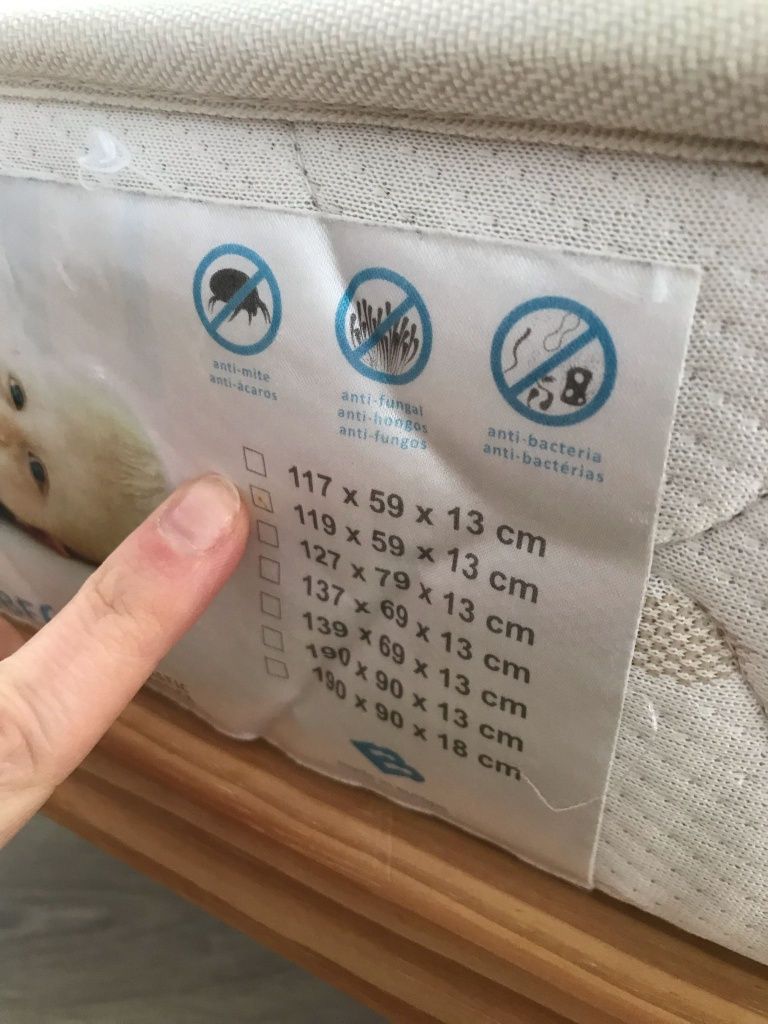 anti-mite
anti-ácaros
anti-fungal
anti-hongos
anti-fungos
anti-bacteria
anti-bactérias
117 x 59 x 13 cm
119 x 59 x 13 cm
127 x 79 x 13 cm
137 x 69 x 13 cm
139 x 69 x 13 cm
190 x 90 x 13 cm
190 x 90 x 18 cm